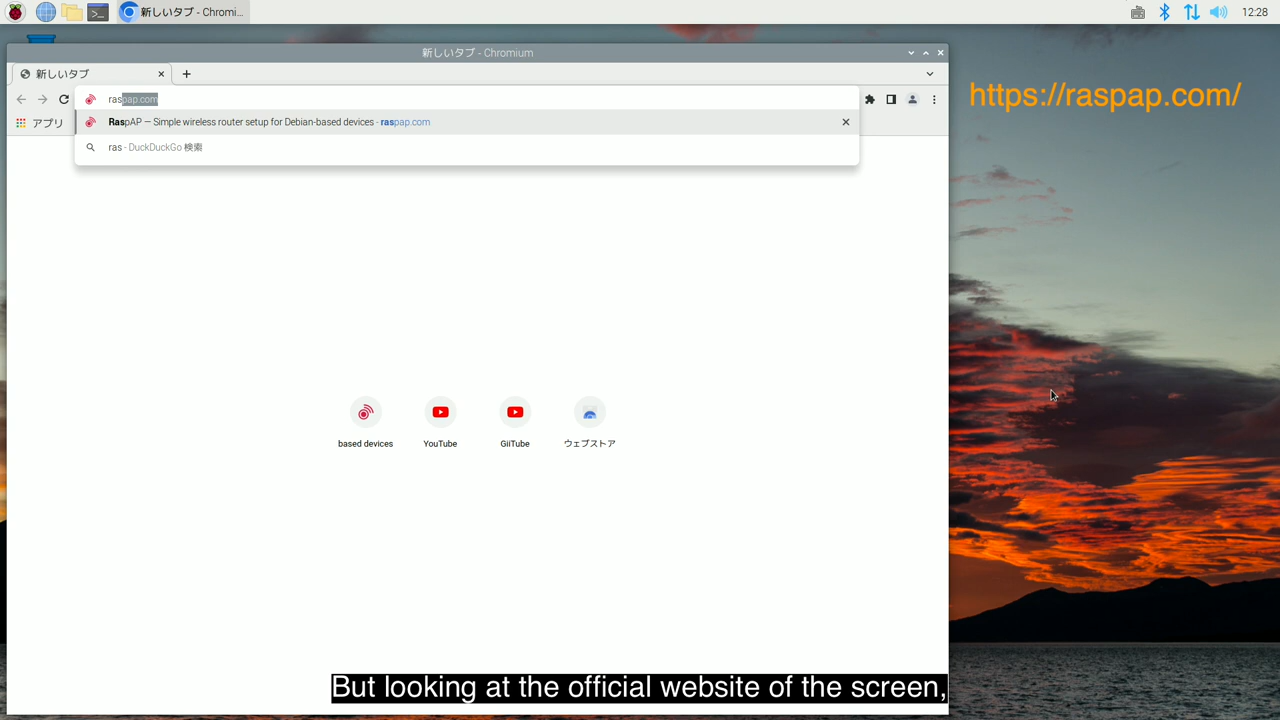 新しいタブ - Chromi...
12:28
新しいタブ - Chromium
新しいタブ
raspap.com
アプリ
RaspAP — Simple wireless router setup for Debian-based devices - raspap.com
ras - DuckDuckGo 検索
https://raspap.com/
based devices
YouTube
GiiTube
ウェブストア
But looking at the official website of the screen,